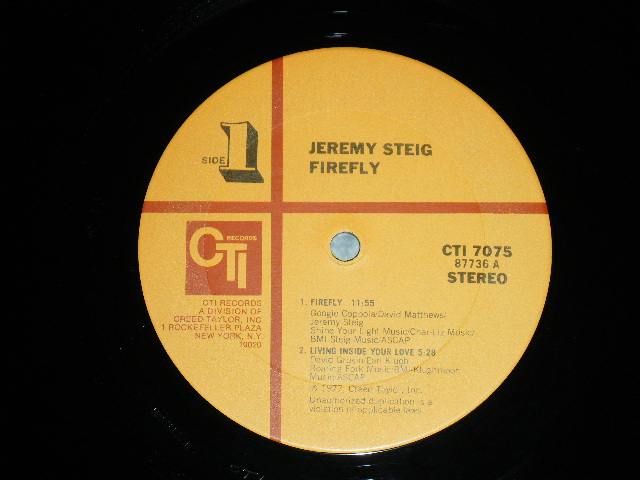 SIDE 1
JEREMY STEIG
FIREFLY
CTI RECORDS
CTI RECORDS
A DIVISION OF
CREED TAYLOR, INC
1 ROCKEFELLER PLAZA
NEW YORK, N.Y.
10020
CTI 7075
87736 A
STEREO
1. FIREFLY 11:55
Googie Coppola/David Matthews/
Jeremy Steig
Shine Your Light Music/Char-Liz Music/
BMI Steig Music/ASCAP
2. LIVING INSIDE YOUR LOVE 5:28
David Grusin/Earl Klugh
Roaring Fork Music/BMI-Klughmoor
Music/ASCAP
℗ 1977, Creed Taylor, Inc.
Unauthorized duplication is a
violation of applicable laws.